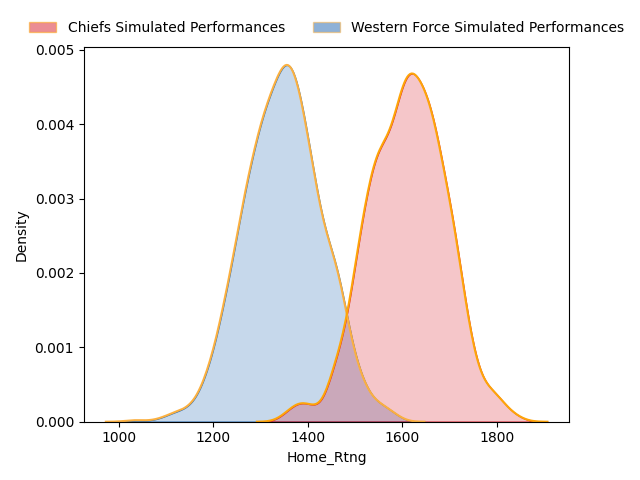 Chiefs Simulated Performances Western Force Simulated Performances
0.005
0.004
0.003
0.002
0.001
0.000
Density
1000 1200 1400 1600 1800
Home_Rtng